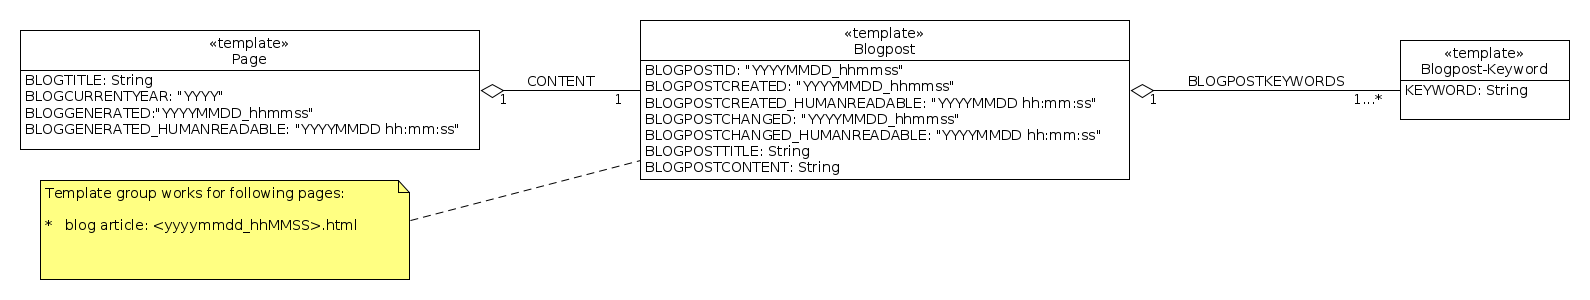 «template»
Page
BLOGTITLE: String
BLOGCURRENTYEAR: "YYYY"
BLOGGENERATED:"YYYYMMDD_hhmmss"
BLOGGENERATED_HUMANREADABLE: "YYYYMMDD hh:mm:ss"
CONTENT
1
1
«template»
Blogpost
BLOGPOSTID: "YYYYMMDD_hhmmss"
BLOGPOSTCREATED: "YYYYMMDD_hhmmss"
BLOGPOSTCREATED_HUMANREADABLE: "YYYYMMDD hh:mm:ss"
BLOGPOSTCHANGED: "YYYYMMDD_hhmmss"
BLOGPOSTCHANGED_HUMANREADABLE: "YYYYMMDD hh:mm:ss"
BLOGPOSTTITLE: String
BLOGPOSTCONTENT: String
BLOGPOSTKEYWORDS
1
1...*
«template»
Blogpost-Keyword
KEYWORD: String
Template group works for following pages:
* blog article: <yyyymmdd_hhMMSS>.html